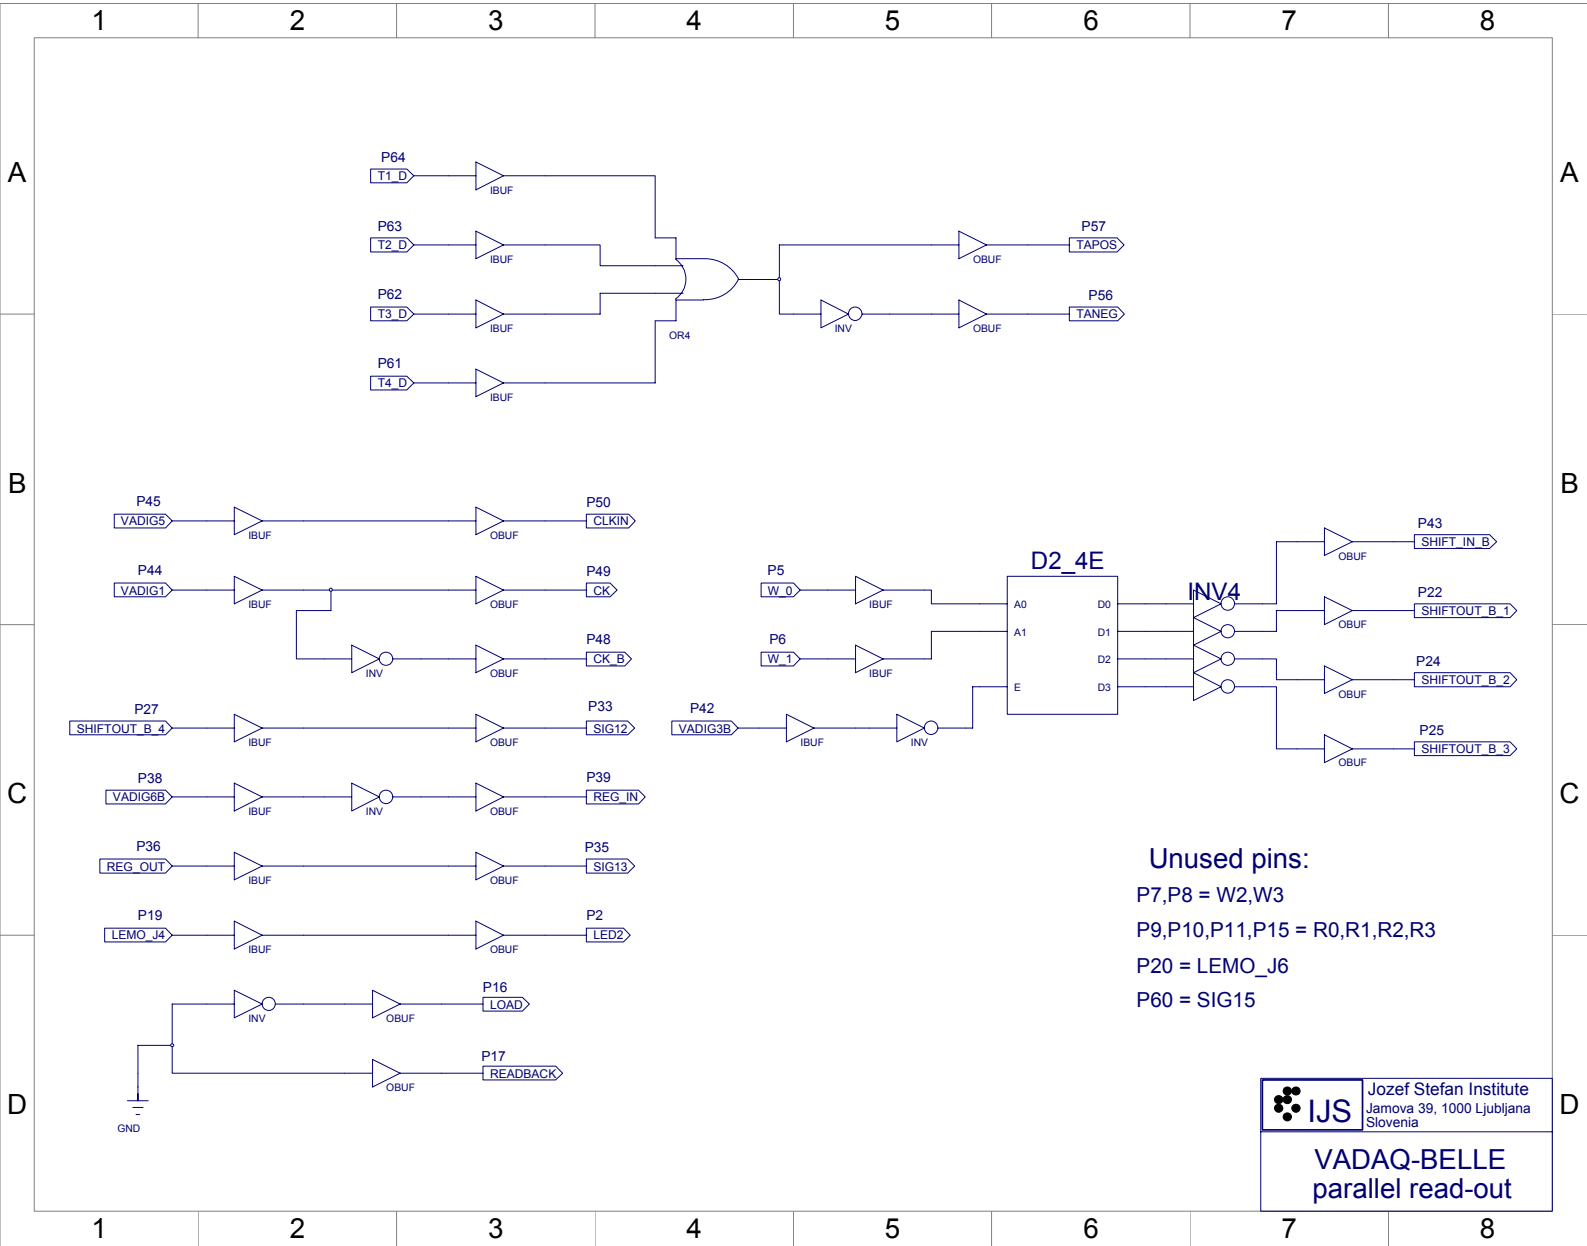 1 2 3 4 5 6 7 8
A
A
P64
T1_D
IBUF
P63
T2_D
IBUF
P62
T3_D
IBUF
P61
T4_D
IBUF
OR4
INV
OBUF
P57
TAPOS
OBUF
P56
TANEG
B
B
P45
VADIG5
IBUF
OBUF
P50
CLKIN
P44
VADIG1
IBUF
OBUF
P49
CK
INV
OBUF
P48
CK_B
P27
SHIFTOUT_B_4
IBUF
OBUF
P33
SIG12
P38
VADIG6B
IBUF
INV
OBUF
P39
REG_IN
P36
REG_OUT
IBUF
OBUF
P35
SIG13
P19
LEMO_J4
IBUF
OBUF
P2
LED2
INV
OBUF
P16
LOAD
OBUF
P17
READBACK
GND
P5
W_0
IBUF
P6
W_1
IBUF
P42
VADIG3B
IBUF
INV
D2_4E
A0 D0
A1 D1
D2
E D3
INV4
OBUF
P43
SHIFT_IN_B
OBUF
P22
SHIFTOUT_B_1
OBUF
P24
SHIFTOUT_B_2
OBUF
P25
SHIFTOUT_B_3
C
C
Unused pins:
P7,P8 = W2,W3
P9,P10,P11,P15 = R0,R1,R2,R3
P20 = LEMO_J6
P60 = SIG15
D
D
IJS
Jozef Stefan Institute
Jamova 39, 1000 Ljubljana
Slovenia
VADAQ-BELLE
parallel read-out
1 2 3 4 5 6 7 8